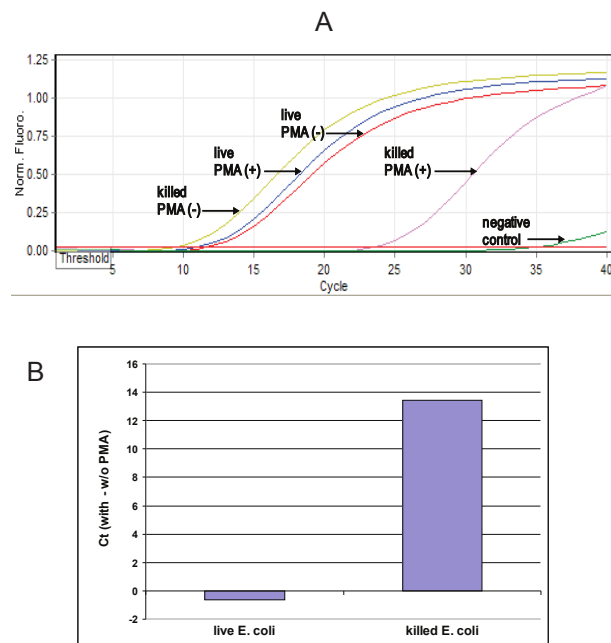 A
1.25
1.00
0.75
0.50
0.25
0.00
Norm. Fluoro.
live
PMA (-)
live
PMA (+)
killed
PMA (+)
killed
PMA (-)
negative
control
Threshold
5
10
15
20
25
30
35
40
Cycle
B
16
14
12
10
8
6
4
2
0
-2
Ct (with - w/o PMA)
live E. coli
killed E. coli